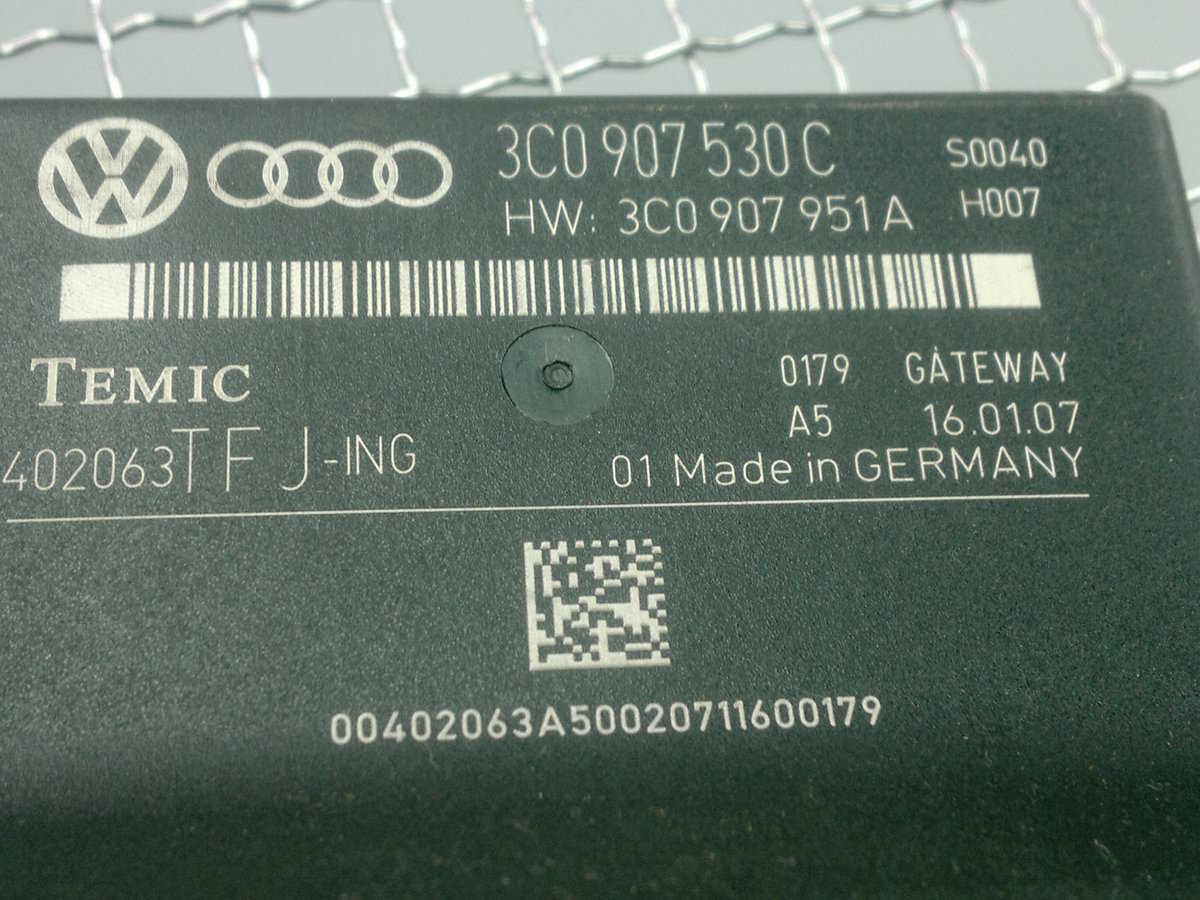 3C0 907 530 C S0040
HW: 3C0 907 951 A H007
TEMIC
0179 GATEWAY
A5 16.01.07
402063TF J-ING
01 Made in GERMANY
00402063A50020711600179